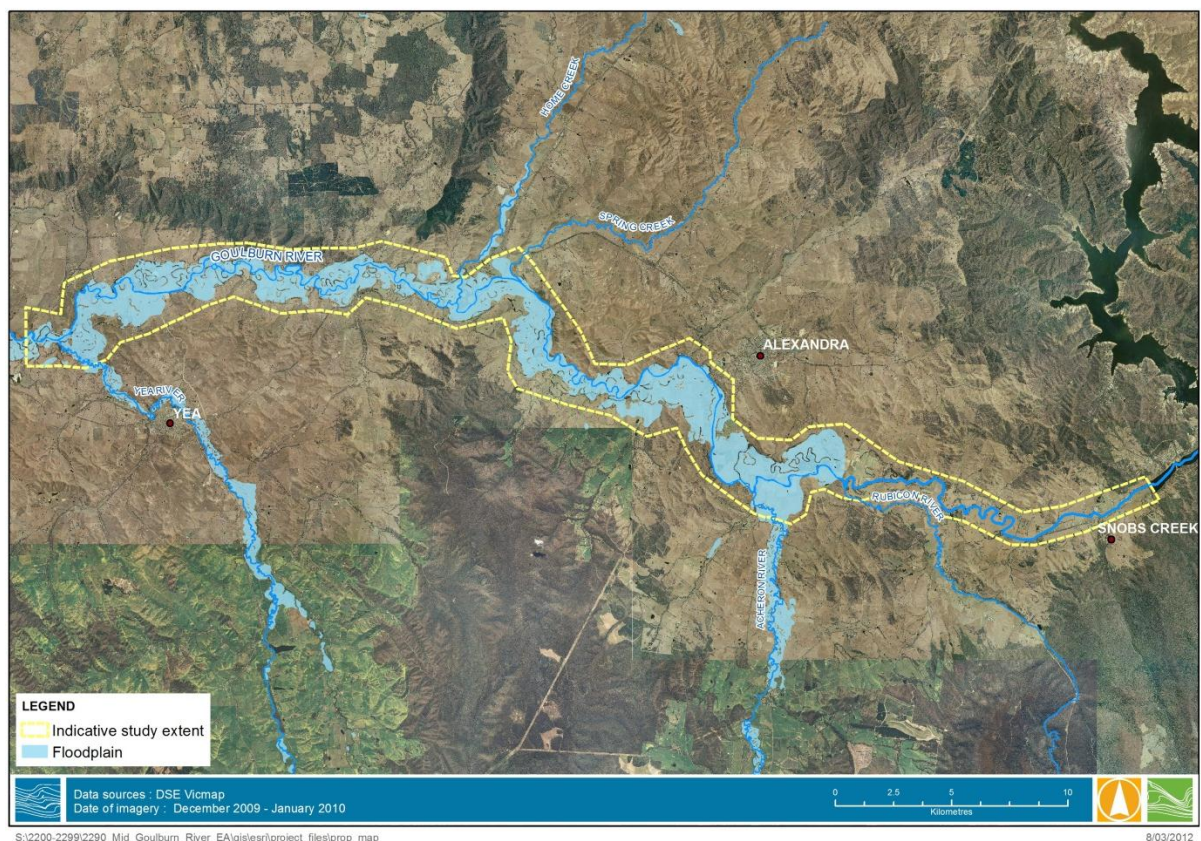 HOME CREEK
SPRING CREEK
GOULBURN RIVER
ALEXANDRA
YEA RIVER
YEA
RUBICON RIVER
SNOBS CREEK
ACHERON RIVER
LEGEND
Indicative study extent
Floodplain
Data sources : DSE Vicmap
Date of imagery : December 2009 - January 2010
0 2.5 5 10
Kilometres
S:\2200-2299\2290_Mid_Goulburn_River_EA\gis\esri\project_files\prop_map
8/03/2012